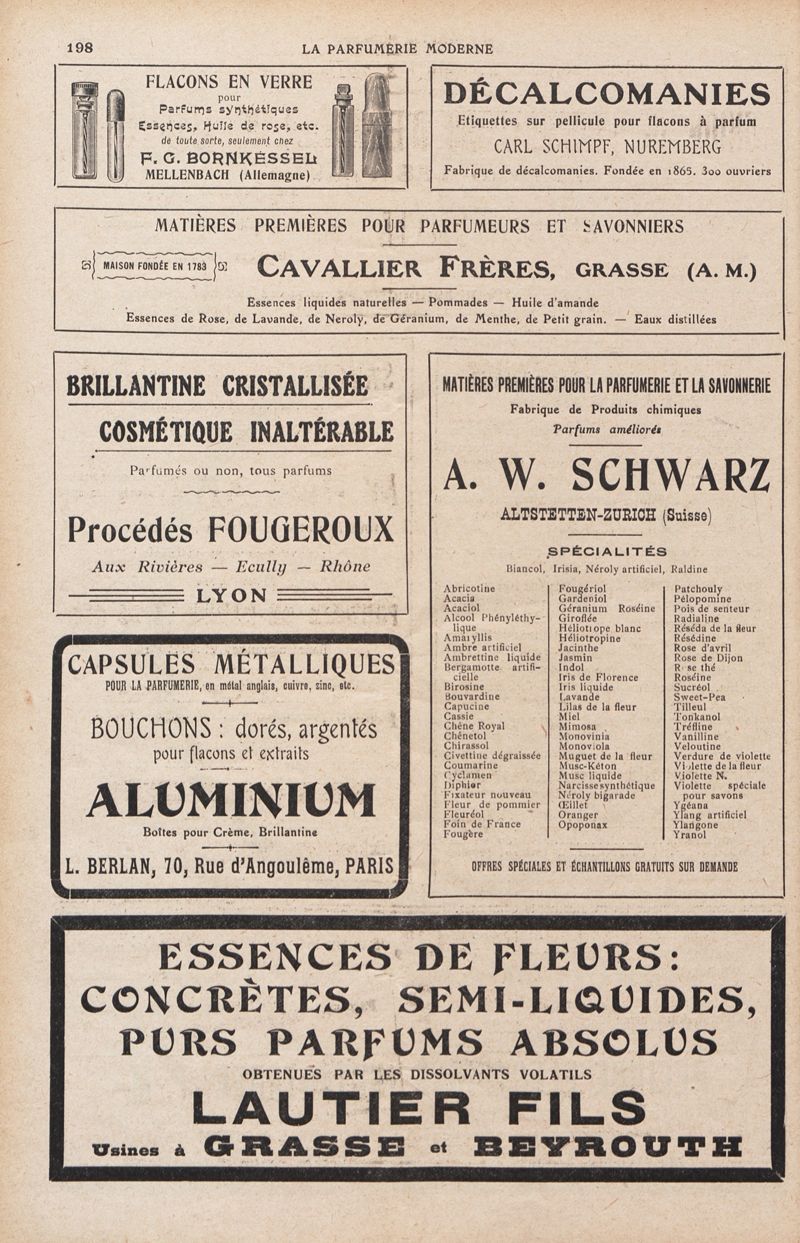 198
LA PARFUMERIE MODERNE
FLACONS EN VERRE
pour
Parfums synthétiques
Essences, Huile de rose, etc.
de toute sorte, seulement chez
F. G. BORNKESSEL
MELLENBACH (Allemagne)
DÉCALCOMANIES
Etiquettes sur pellicule pour flacons à parfum
CARL SCHIMPF, NUREMBERG
Fabrique de décalcomanies. Fondée en 1865. 300 ouvriers
MATIÈRES PREMIÈRES POUR PARFUMEURS ET SAVONNIERS
MAISON FONDÉE EN 1783
CAVALLIER FRÈRES, GRASSE (A. M.)
Essences liquides naturelles — Pommades — Huile d'amande
Essences de Rose, de Lavande, de Neroly, de Géranium, de Menthe, de Petit grain. — Eaux distillées
BRILLANTINE CRISTALLISÉE
COSMÉTIQUE INALTÉRABLE
Parfumés ou non, tous parfums
Procédés FOUGEROUX
Aux Rivières — Ecully — Rhône
LYON
CAPSULES MÉTALLIQUES
POUR LA PARFUMERIE, en métal anglais, cuivre, zinc, etc.
BOUCHONS : dorés, argentés
pour flacons et extraits
ALUMINIUM
Boîtes pour Crème, Brillantine
L. BERLAN, 70, Rue d'Angoulême, PARIS
MATIÈRES PREMIÈRES POUR LA PARFUMERIE ET LA SAVONNERIE
Fabrique de Produits chimiques
Parfums améliorés
A. W. SCHWARZ
ALTSTETTEN-ZURICH (Suisse)
SPÉCIALITÉS
Biancol, Irisia, Néroly artificiel, Raldine
Abricotine
Acacia
Acaciol
Alcool Phényléthy-
lique
Amaryllis
Ambre artificiel
Ambrettine liquide
Bergamotte artifi-
cielle
Birosine
Bouvardine
Capucine
Cassie
Chêne Royal
Chênetol
Chirassol
Civettine dégraissée
Coumarine
Cyclamen
Diphior
Fixateur nouveau
Fleur de pommier
Fleuréol
Foin de France
Fougère
Fougériol
Gardeniol
Géranium Roséine
Giroflée
Héliotrope blanc
Héliotropine
Jacinthe
Jasmin
Indol
Iris de Florence
Iris liquide
Lavande
Lilas de la fleur
Miel
Mimosa
Monovinia
Monoviola
Muguet de la fleur
Musc-Kéton
Musc liquide
Narcisse synthétique
Néroly bigarade
Œillet
Oranger
Opoponax
Patchouly
Pélopomine
Pois de senteur
Radialine
Réséda de la fleur
Résédine
Rose d'avril
Rose de Dijon
Rose thé
Roséine
Sucréol
Sweet-Pea
Tilleul
Tonkanol
Tréfline
Vanilline
Veloutine
Verdure de violette
Violette de la fleur
Violette N.
Violette spéciale
pour savons
Ygéana
Ylang artificiel
Ylangone
Yranol
OFFRES SPÉCIALES ET ÉCHANTILLONS GRATUITS SUR DEMANDE
ESSENCES DE FLEURS :
CONCRÈTES, SEMI-LIQUIDES,
PURS PARFUMS ABSOLUS
OBTENUES PAR LES DISSOLVANTS VOLATILS
LAUTIER FILS
Usines à GRASSE et BEYROUTH